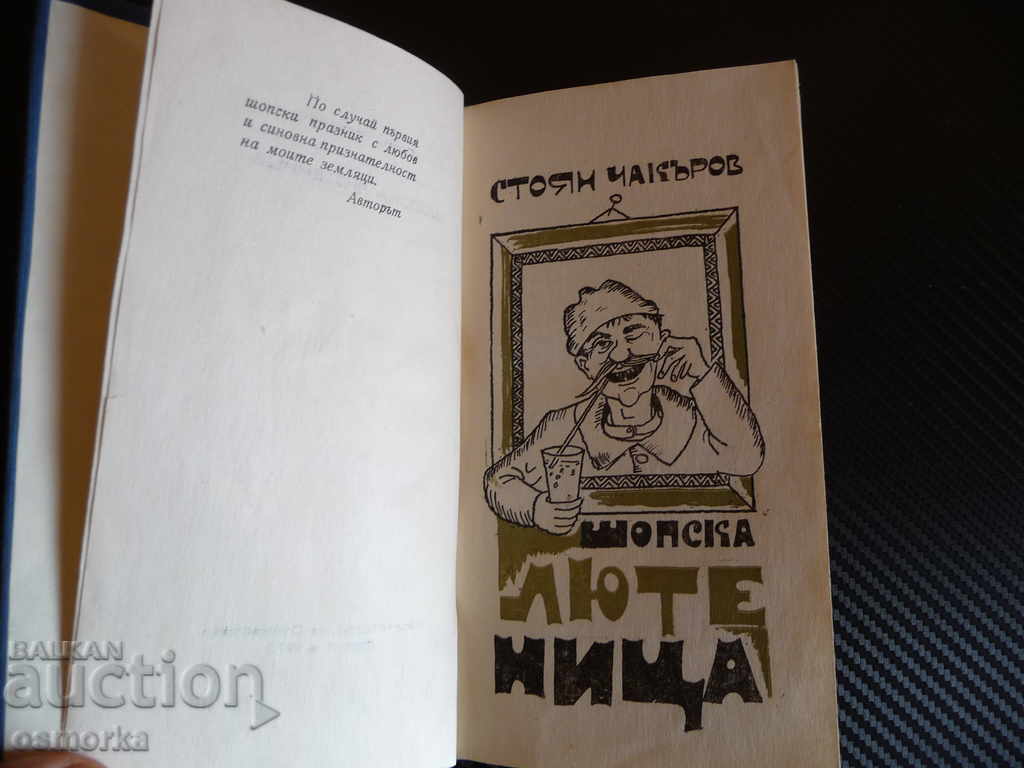 По случай първия
шопски празник с любов
и синовна признателност
на моите земляци.
Авторът
СТОЯН ЧАКЪРОВ
ШОПСКА
ЛЮТЕ
НИЦА
BALKAN
auction
osmorka